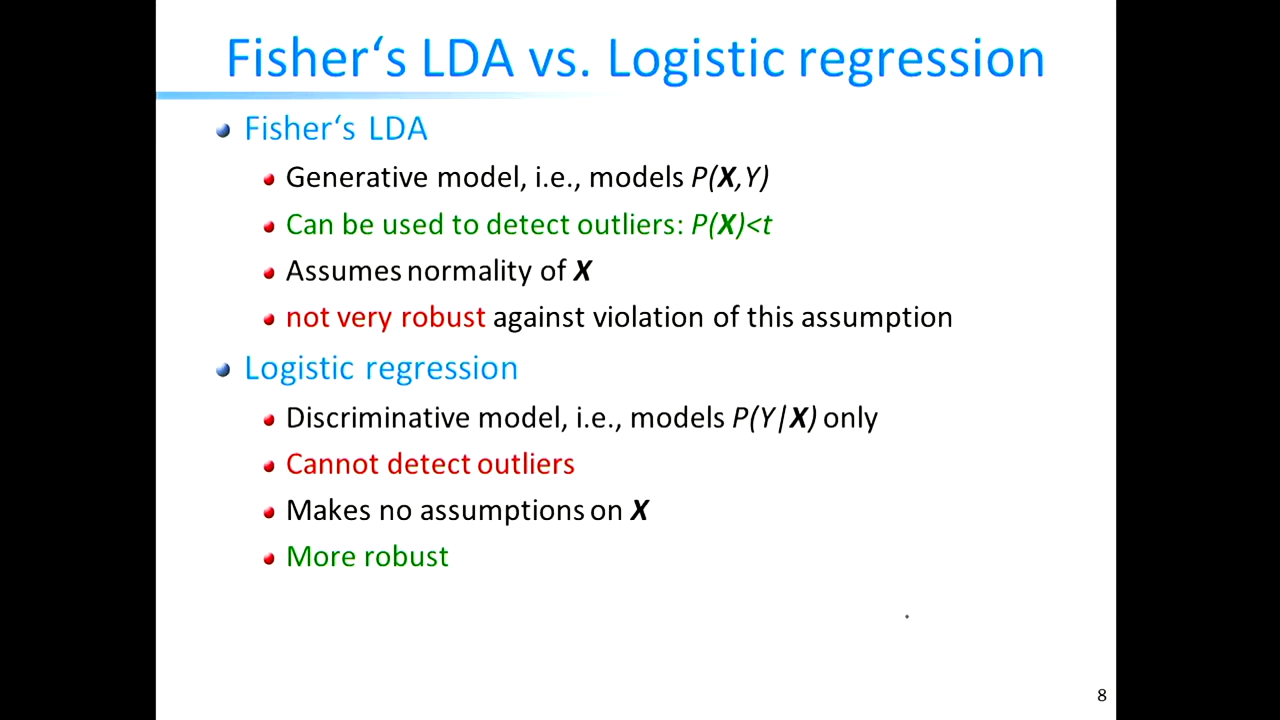 Fisher‘s LDA vs. Logistic regression
Fisher‘s LDA
Generative model, i.e., models P(X,Y)
Can be used to detect outliers: P(X)<t
Assumes normality of X
not very robust against violation of this assumption
Logistic regression
Discriminative model, i.e., models P(Y|X) only
Cannot detect outliers
Makes no assumptions on X
More robust
8